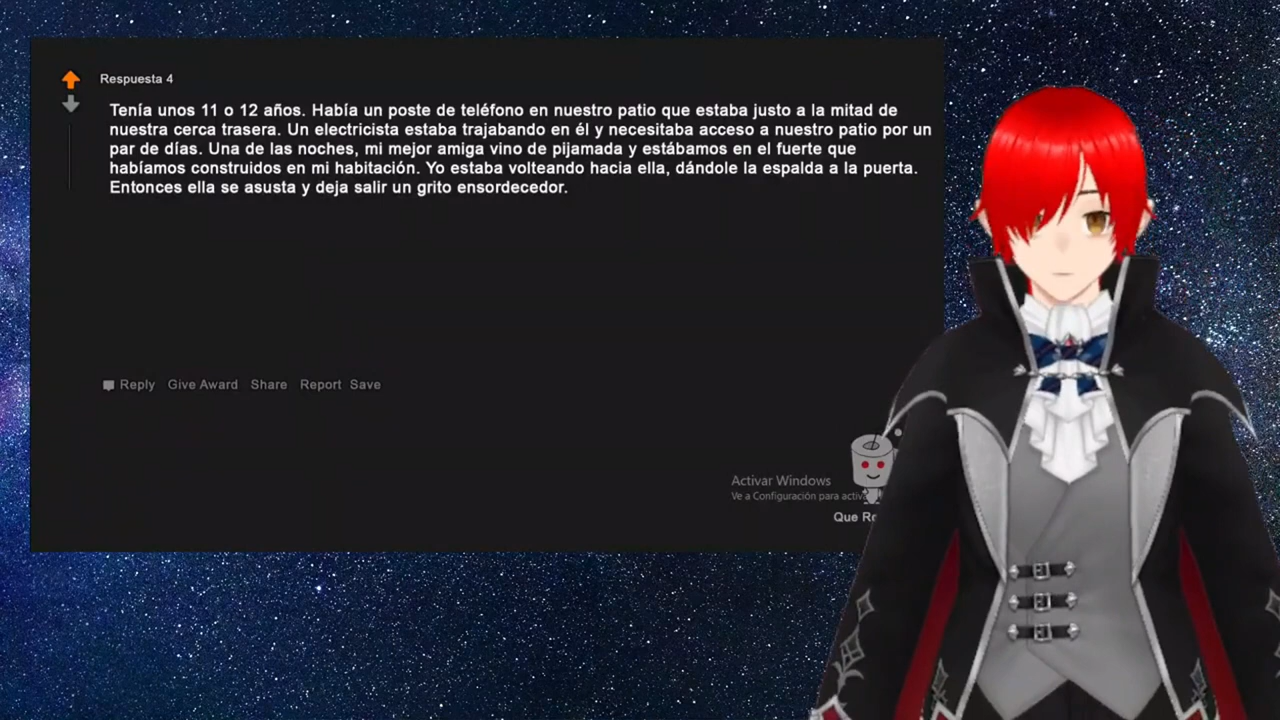 Respuesta 4
Tenía unos 11 o 12 años. Había un poste de teléfono en nuestro patio que estaba justo a la mitad de
nuestra cerca trasera. Un electricista estaba trajabando en él y necesitaba acceso a nuestro patio por un
par de días. Una de las noches, mi mejor amiga vino de pijamada y estábamos en el fuerte que
habíamos construidos en mi habitación. Yo estaba volteando hacia ella, dándole la espalda a la puerta.
Entonces ella se asusta y deja salir un grito ensordecedor.
Reply Give Award Share Report Save
Activar Windows
Ve a Configuración para
Que